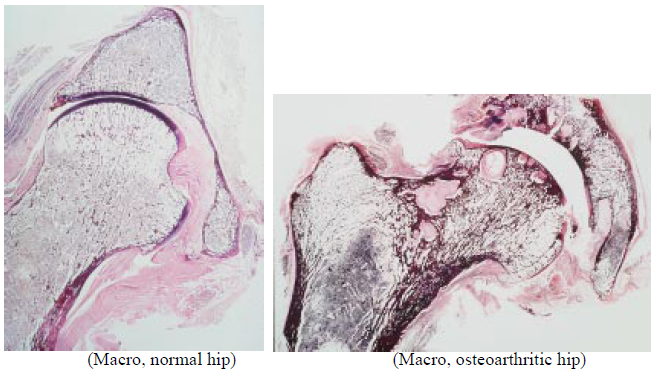 (Macro, normal hip)
(Macro, osteoarthritic hip)